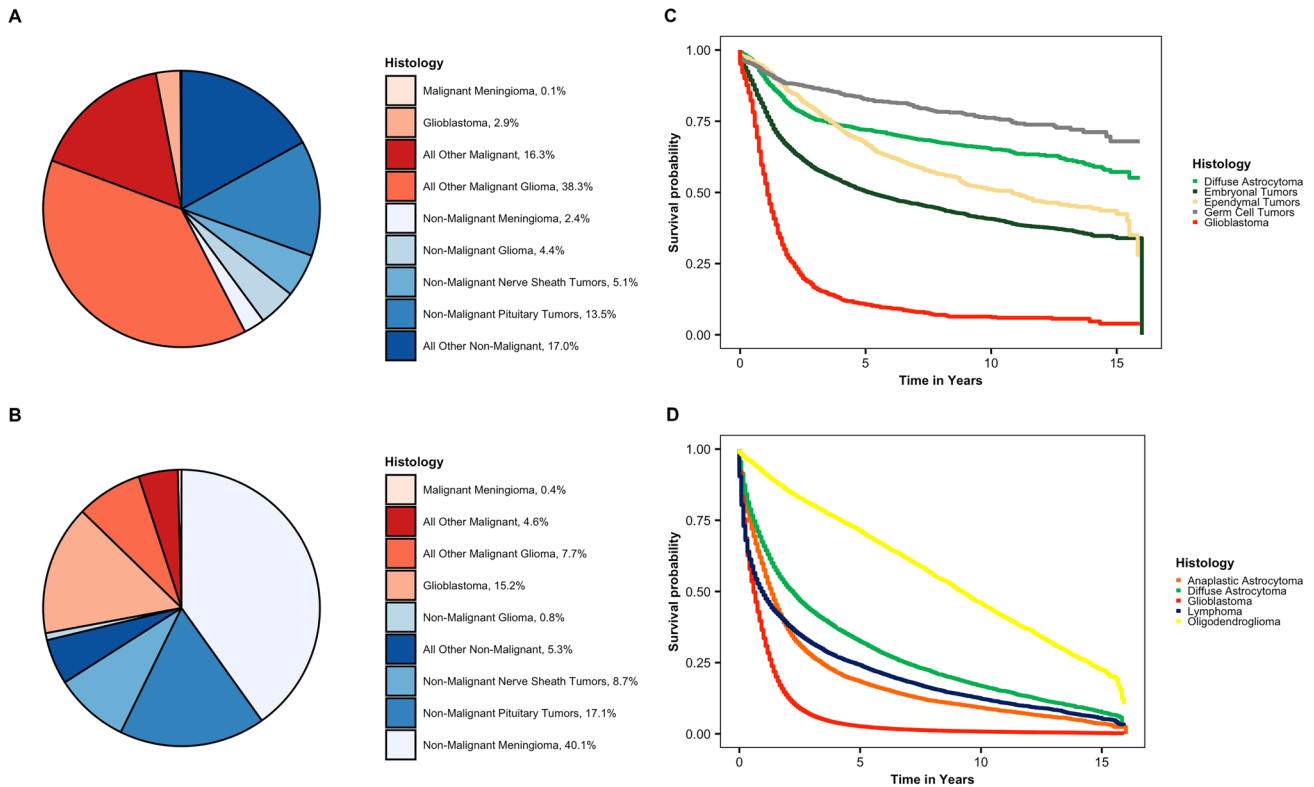 A
Histology
Malignant Meningioma, 0.1%
Glioblastoma, 2.9%
All Other Malignant, 16.3%
All Other Malignant Glioma, 38.3%
Non-Malignant Meningioma, 2.4%
Non-Malignant Glioma, 4.4%
Non-Malignant Nerve Sheath Tumors, 5.1%
Non-Malignant Pituitary Tumors, 13.5%
All Other Non-Malignant, 17.0%
B
Histology
Malignant Meningioma, 0.4%
All Other Malignant, 4.6%
All Other Malignant Glioma, 7.7%
Glioblastoma, 15.2%
Non-Malignant Glioma, 0.8%
All Other Non-Malignant, 5.3%
Non-Malignant Nerve Sheath Tumors, 8.7%
Non-Malignant Pituitary Tumors, 17.1%
Non-Malignant Meningioma, 40.1%
C
Survival probability
1.00
0.75
0.50
0.25
0.00
0 5 10 15
Time in Years
Histology
Diffuse Astrocytoma
Embryonal Tumors
Ependymal Tumors
Germ Cell Tumors
Glioblastoma
D
Survival probability
1.00
0.75
0.50
0.25
0.00
0 5 10 15
Time in Years
Histology
Anaplastic Astrocytoma
Diffuse Astrocytoma
Glioblastoma
Lymphoma
Oligodendroglioma